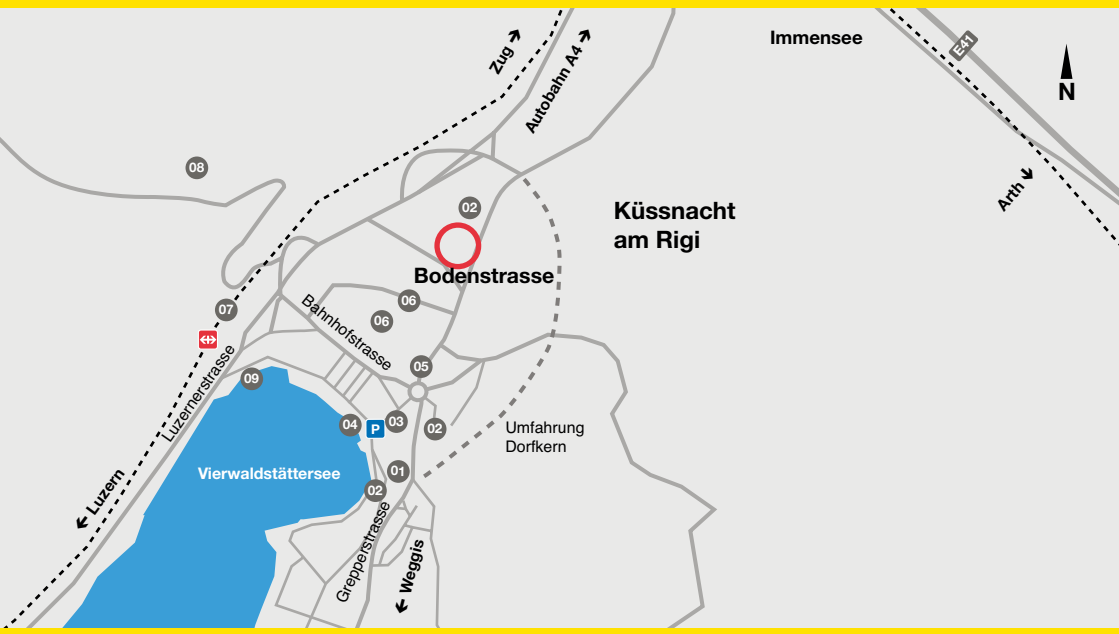 Immensee
E41
N
Zug →
Autobahn A4 →
Arth →
08
02
Küssnacht
am Rigi
Bodenstrasse
06
06
Bahnhofstrasse
07
Luzernerstrasse
05
09
04
P
03
02
Umfahrung
Dorfkern
Vierwaldstättersee
01
02
← Luzern
Grepperstrasse
← Weggis